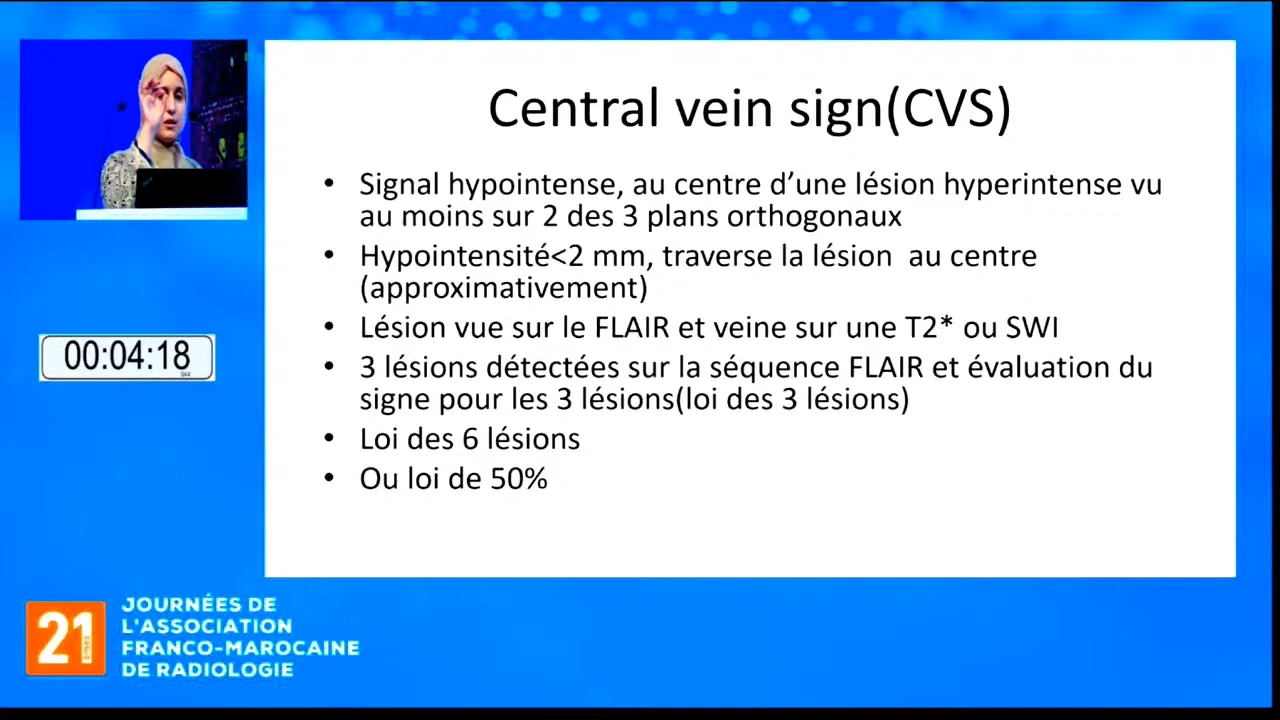 Central vein sign(CVS)
• Signal hypointense, au centre d’une lésion hyperintense vu
au moins sur 2 des 3 plans orthogonaux
• Hypointensité<2 mm, traverse la lésion au centre
(approximativement)
• Lésion vue sur le FLAIR et veine sur une T2* ou SWI
• 3 lésions détectées sur la séquence FLAIR et évaluation du
signe pour les 3 lésions(loi des 3 lésions)
• Loi des 6 lésions
• Ou loi de 50%
00:04:18
21
JOURNÉES DE
L'ASSOCIATION
FRANCO-MAROCAINE
DE RADIOLOGIE